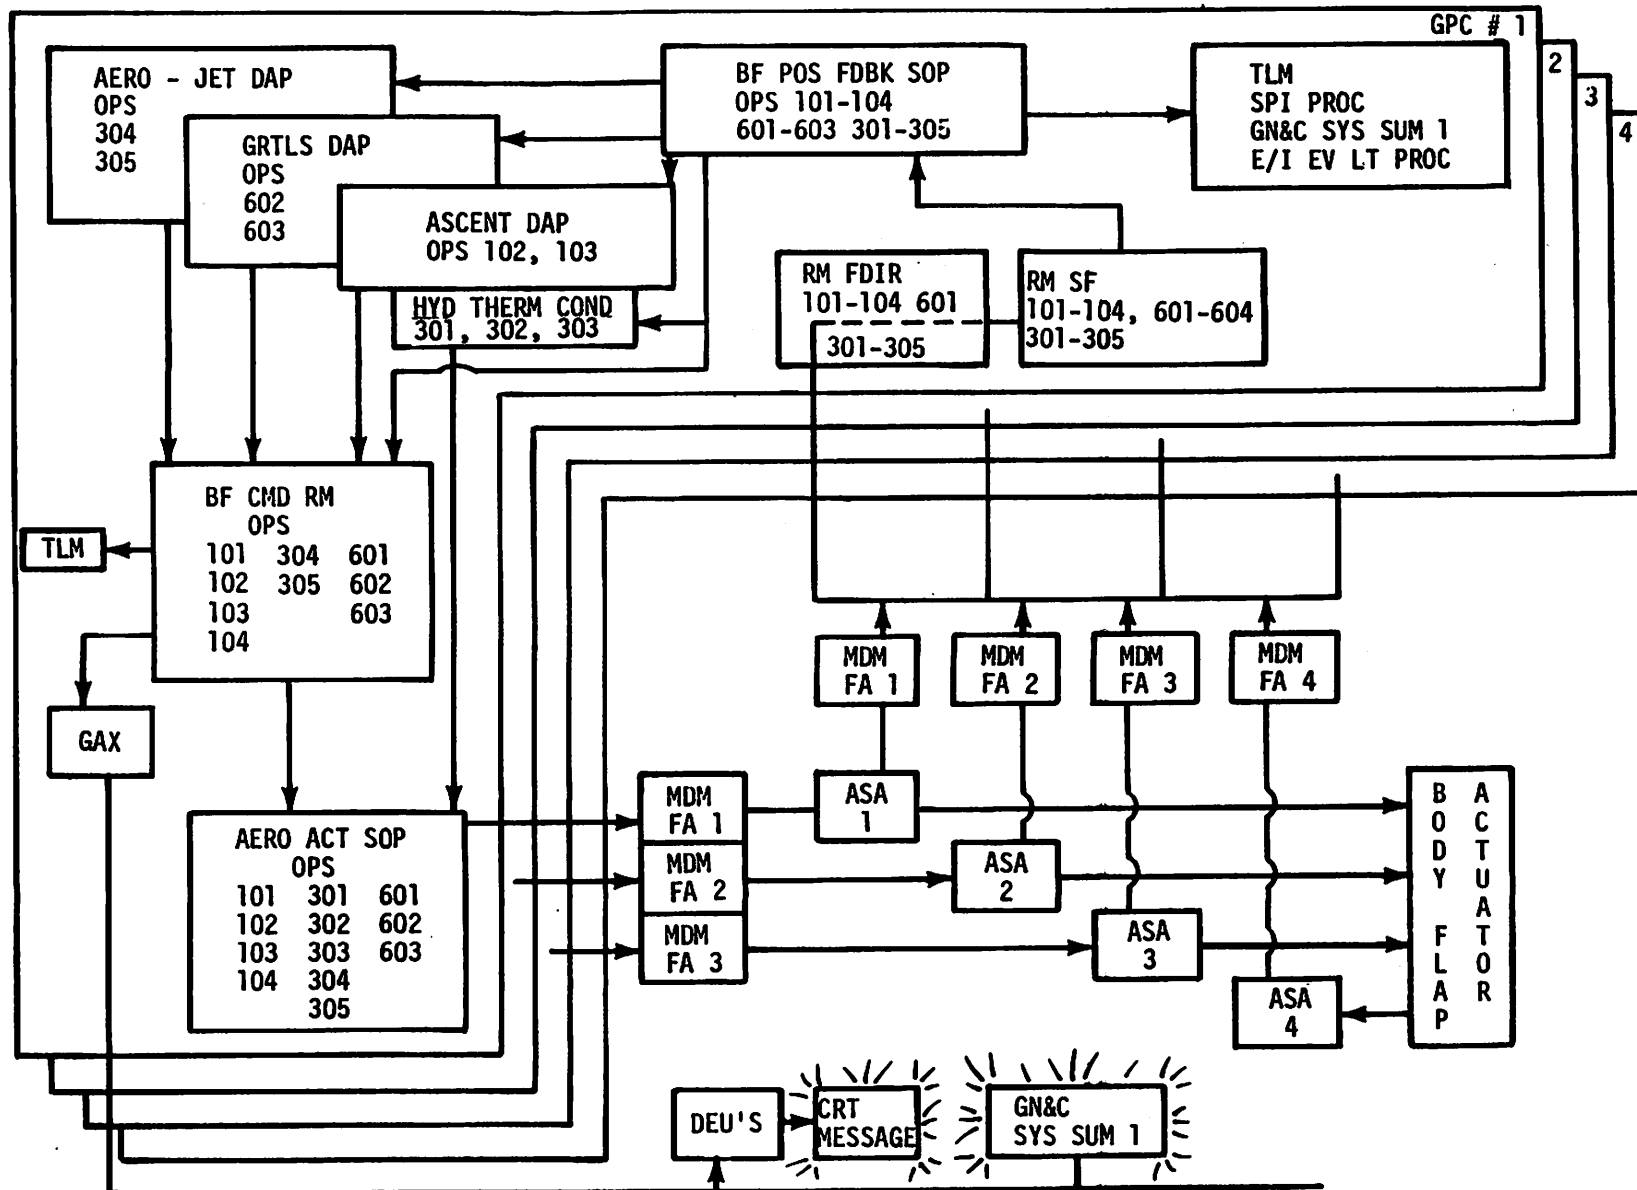 GPC # 1
2
3
4
AERO - JET DAP
OPS
304
305
GRTLS DAP
OPS
602
603
ASCENT DAP
OPS 102, 103
HYD THERM COND
301, 302, 303
BF POS FDBK SOP
OPS 101-104
601-603 301-305
TLM
SPI PROC
GN&C SYS SUM 1
E/I EV LT PROC
RM FDIR
101-104 601
301-305
RM SF
101-104, 601-604
301-305
BF CMD RM
OPS
101 304 601
102 305 602
103 603
104
TLM
GAX
AERO ACT SOP
OPS
101 301 601
102 302 602
103 303 603
104 304
305
MDM
FA 1
MDM
FA 2
MDM
FA 3
MDM
FA 4
MDM
FA 1
MDM
FA 2
MDM
FA 3
ASA
1
ASA
2
ASA
3
ASA
4
BODY FLAP
ACTUATOR
DEU'S
CRT
MESSAGE
GN&C
SYS SUM 1